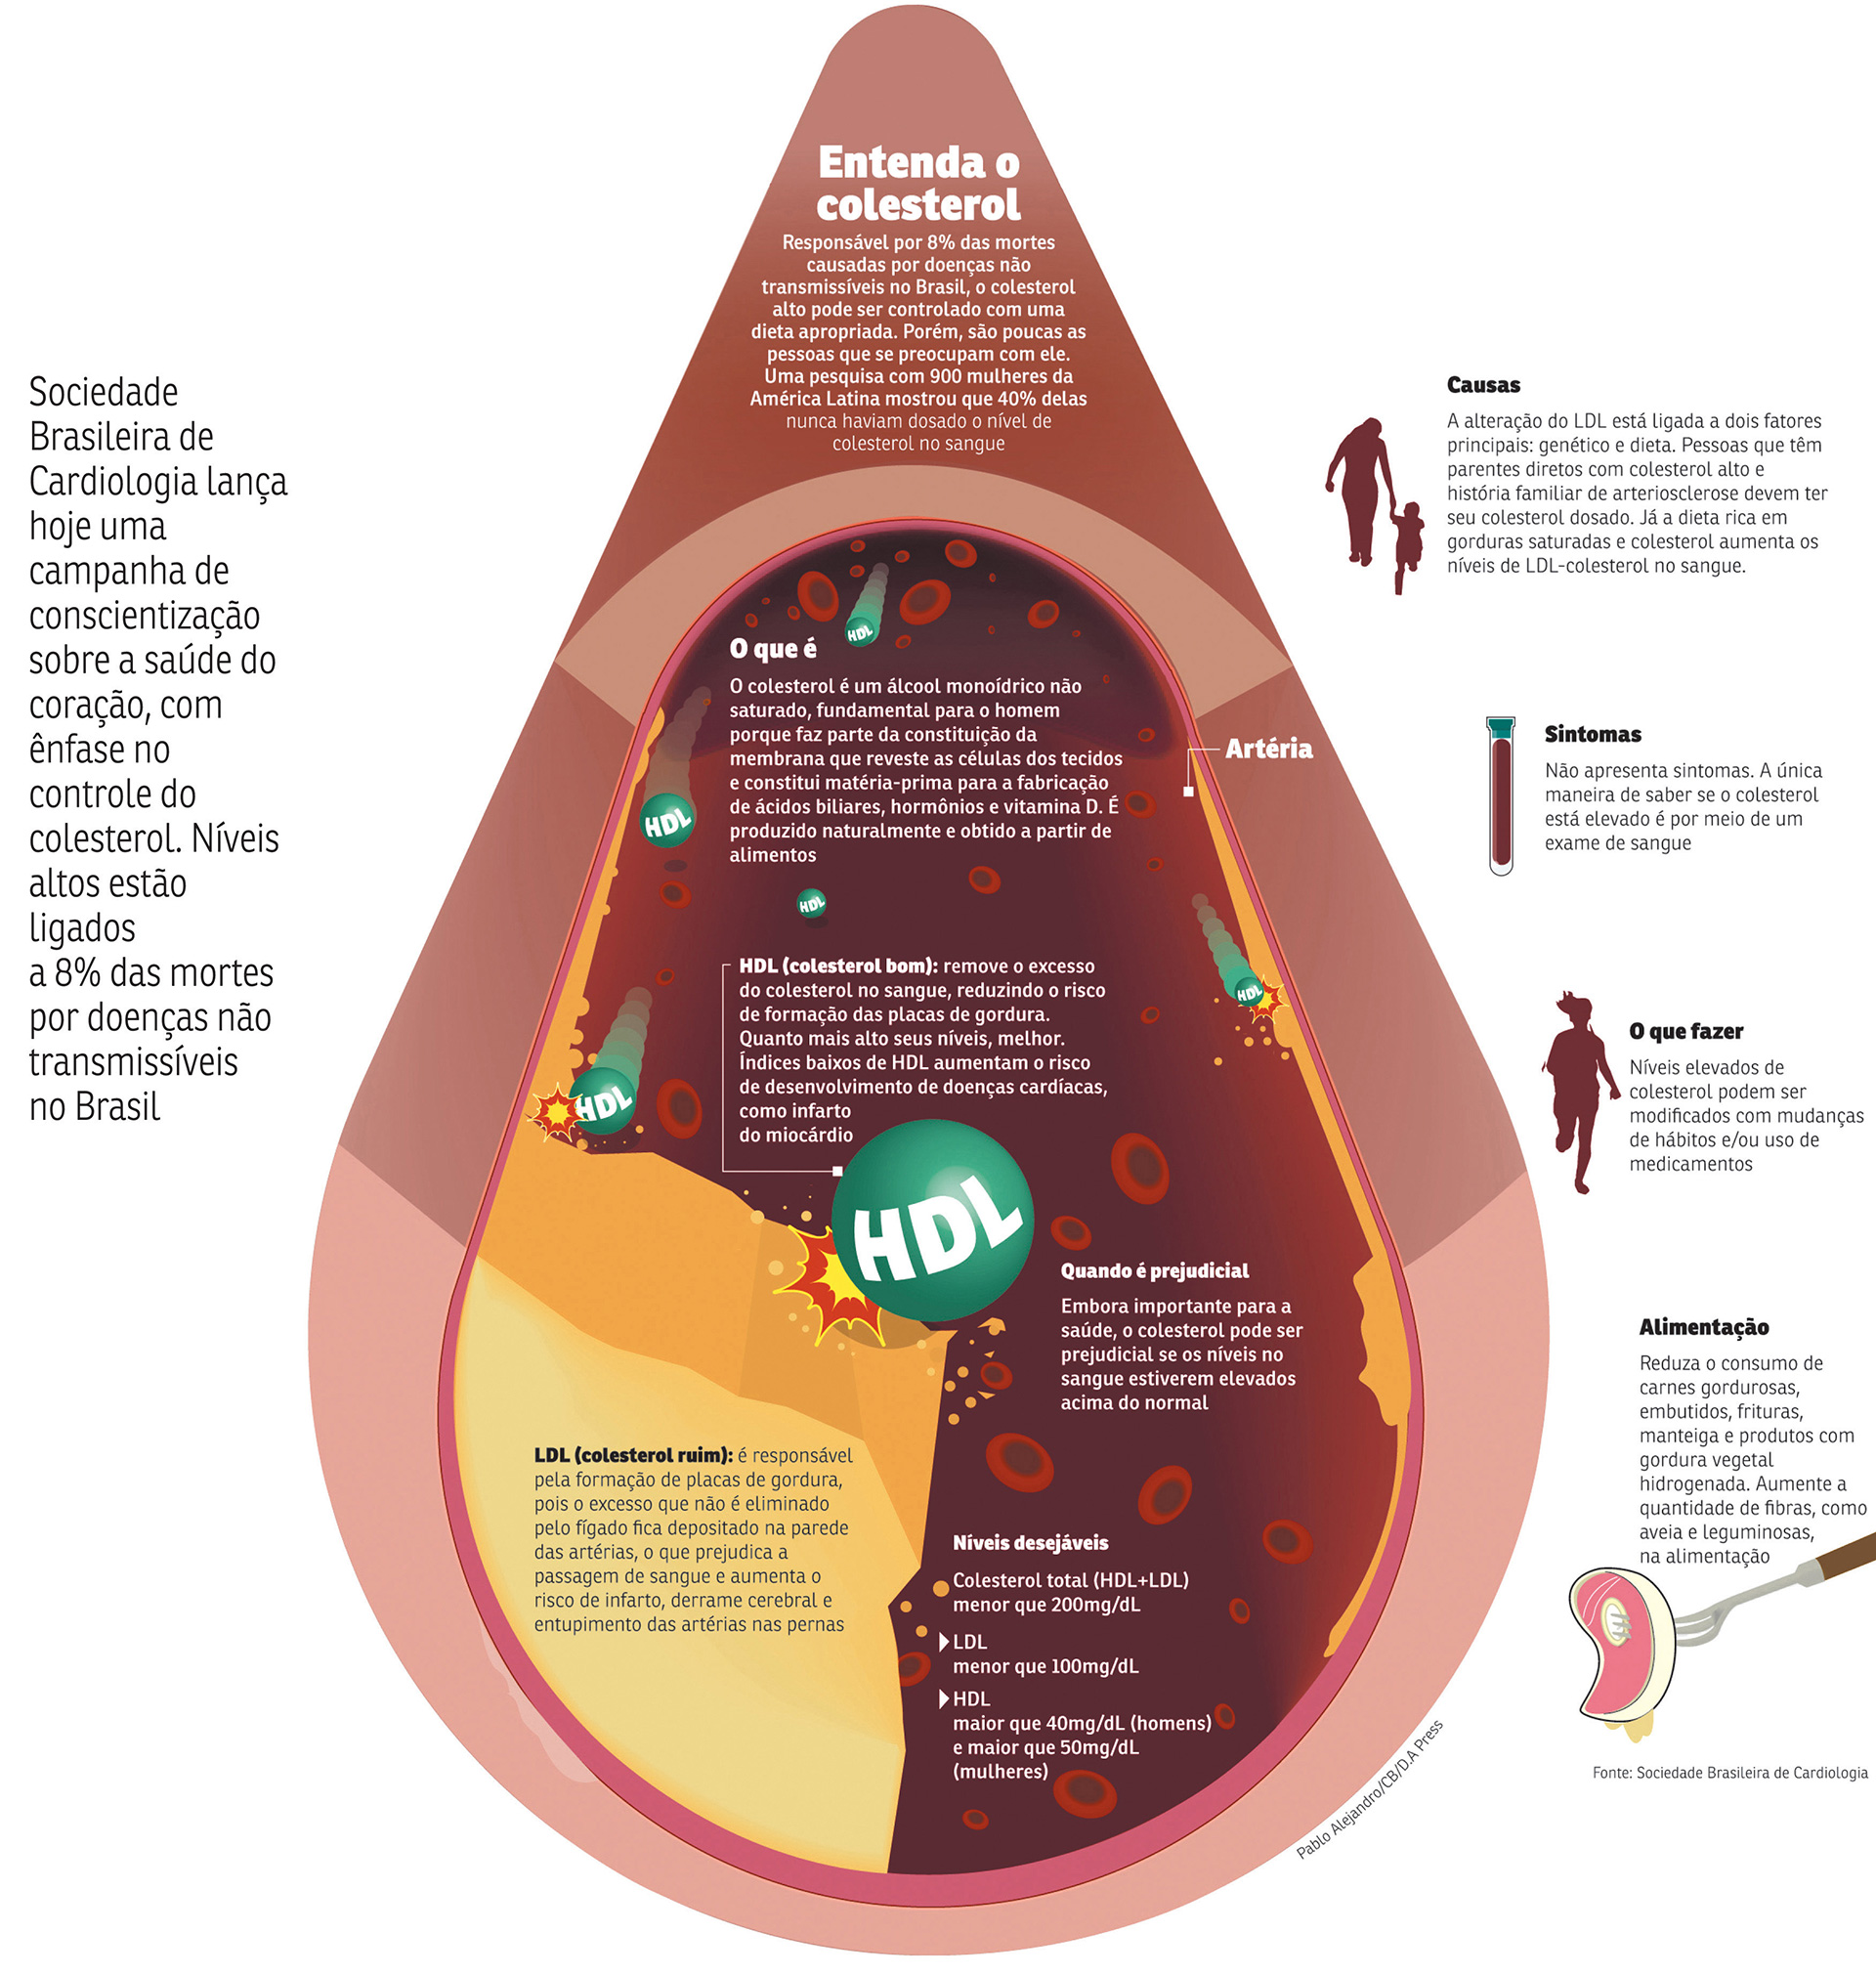 Entenda o
colesterol
Responsável por 8% das mortes
causadas por doenças não
transmissíveis no Brasil, o colesterol
alto pode ser controlado com uma
dieta apropriada. Porém, são poucas as
pessoas que se preocupam com ele.
Uma pesquisa com 900 mulheres da
América Latina mostrou que 40% delas
nunca haviam dosado o nível de
colesterol no sangue
Sociedade
Brasileira de
Cardiologia lança
hoje uma
campanha de
conscientização
sobre a saúde do
coração, com
ênfase no
controle do
colesterol. Níveis
altos estão
ligados
a 8% das mortes
por doenças não
transmissíveis
no Brasil
HDL
O que é
O colesterol é um álcool monoídrico não
saturado, fundamental para o homem
porque faz parte da constituição da
membrana que reveste as células dos tecidos
e constitui matéria-prima para a fabricação
de ácidos biliares, hormônios e vitamina D. É
produzido naturalmente e obtido a partir de
alimentos
Artéria
HDL
HDL
HDL
HDL (colesterol bom): remove o excesso
do colesterol no sangue, reduzindo o risco
de formação das placas de gordura.
Quanto mais alto seus níveis, melhor.
Índices baixos de HDL aumentam o risco
de desenvolvimento de doenças cardíacas,
como infarto
do miocárdio
HDL
HDL
Quando é prejudicial
Embora importante para a
saúde, o colesterol pode ser
prejudicial se os níveis no
sangue estiverem elevados
acima do normal
LDL (colesterol ruim): é responsável
pela formação de placas de gordura,
pois o excesso que não é eliminado
pelo fígado fica depositado na parede
das artérias, o que prejudica a
passagem de sangue e aumenta o
risco de infarto, derrame cerebral e
entupimento das artérias nas pernas
Níveis desejáveis
Colesterol total (HDL+LDL)
menor que 200mg/dL
LDL
menor que 100mg/dL
HDL
maior que 40mg/dL (homens)
e maior que 50mg/dL
(mulheres)
Causas
A alteração do LDL está ligada a dois fatores
principais: genético e dieta. Pessoas que têm
parentes diretos com colesterol alto e
história familiar de arteriosclerose devem ter
seu colesterol dosado. Já a dieta rica em
gorduras saturadas e colesterol aumenta os
níveis de LDL-colesterol no sangue.
Sintomas
Não apresenta sintomas. A única
maneira de saber se o colesterol
está elevado é por meio de um
exame de sangue
O que fazer
Níveis elevados de
colesterol podem ser
modificados com mudanças
de hábitos e/ou uso de
medicamentos
Alimentação
Reduza o consumo de
carnes gordurosas,
embutidos, frituras,
manteiga e produtos com
gordura vegetal
hidrogenada. Aumente a
quantidade de fibras, como
aveia e leguminosas,
na alimentação
Pablo Alejandro/CB/D.A Press
Fonte: Sociedade Brasileira de Cardiologia